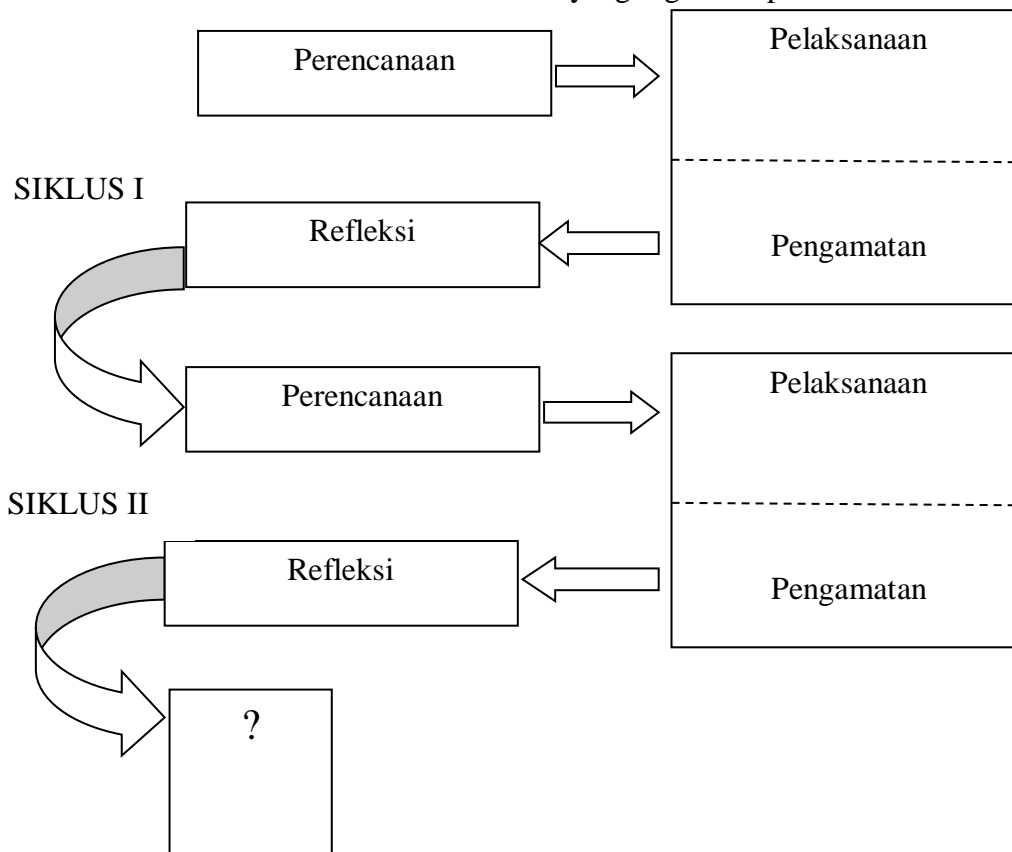 Perencanaan
Pelaksanaan
SIKLUS I
Refleksi
Pengamatan
Perencanaan
Pelaksanaan
SIKLUS II
Refleksi
Pengamatan
?